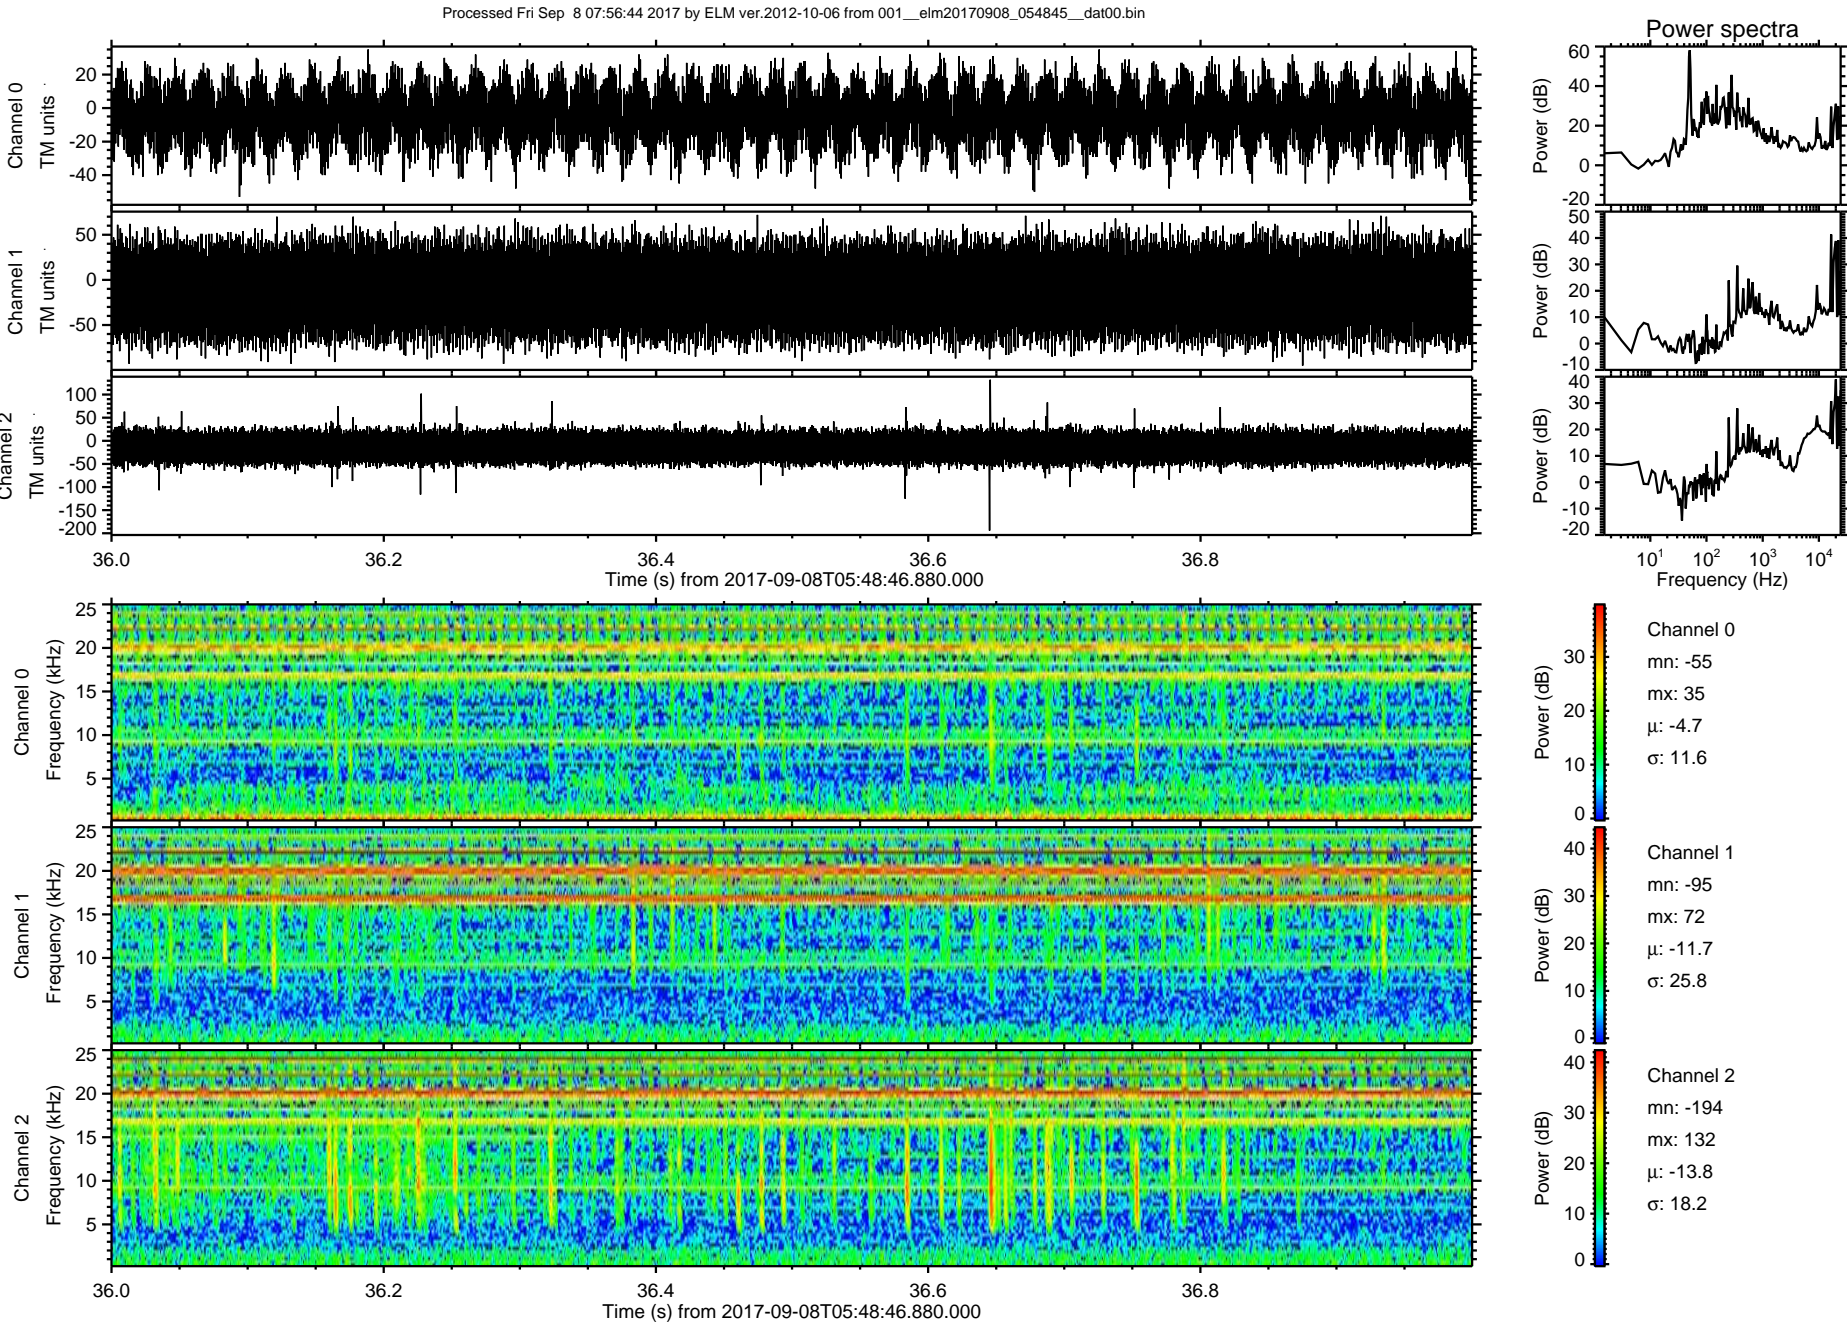 Processed Fri Sep  8 07:56:44 2017 by ELM ver.2012-10-06 from 001__elm20170908_054845__dat00.bin
Power spectra
Channel 0
TM units
20
0
-20
-40
Power (dB)
60
40
20
0
-20
Channel 1
TM units
50
0
-50
Power (dB)
50
40
30
20
10
0
-10
Channel 2
TM units
100
50
0
-50
-100
-150
-200
Power (dB)
40
30
20
10
0
-10
-20
36.0 36.2 36.4 36.6 36.8
Time (s) from 2017-09-08T05:48:46.880.000
10¹ 10² 10³ 10⁴
Frequency (Hz)
Channel 0
Frequency (kHz)
25
20
15
10
5
Power (dB)
30
20
10
0
Channel 0
mn: -55
mx: 35
μ: -4.7
σ: 11.6
Channel 1
Frequency (kHz)
25
20
15
10
5
Power (dB)
40
30
20
10
0
Channel 1
mn: -95
mx: 72
μ: -11.7
σ: 25.8
Channel 2
Frequency (kHz)
25
20
15
10
5
Power (dB)
40
30
20
10
0
Channel 2
mn: -194
mx: 132
μ: -13.8
σ: 18.2
36.0 36.2 36.4 36.6 36.8
Time (s) from 2017-09-08T05:48:46.880.000